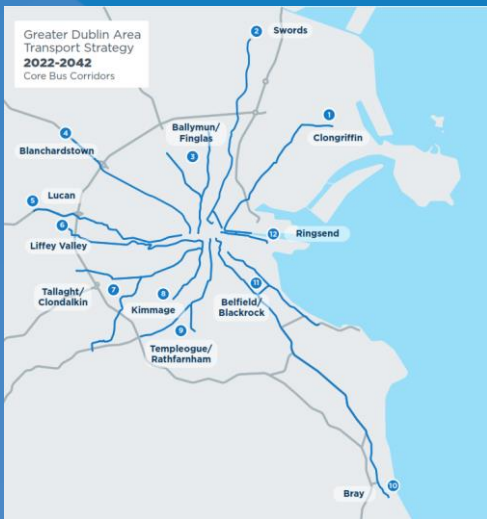 Greater Dublin Area
Transport Strategy
2022-2042
Core Bus Corridors
2
Swords
1
Clongriffin
Ballymun/
Finglas
3
4
Blanchardstown
Lucan
5
6
Liffey Valley
12
Ringsend
Tallaght/
Clondalkin
7
8
Kimmage
11
Belfield/
Blackrock
9
Templeogue/
Rathfarnham
Bray
10